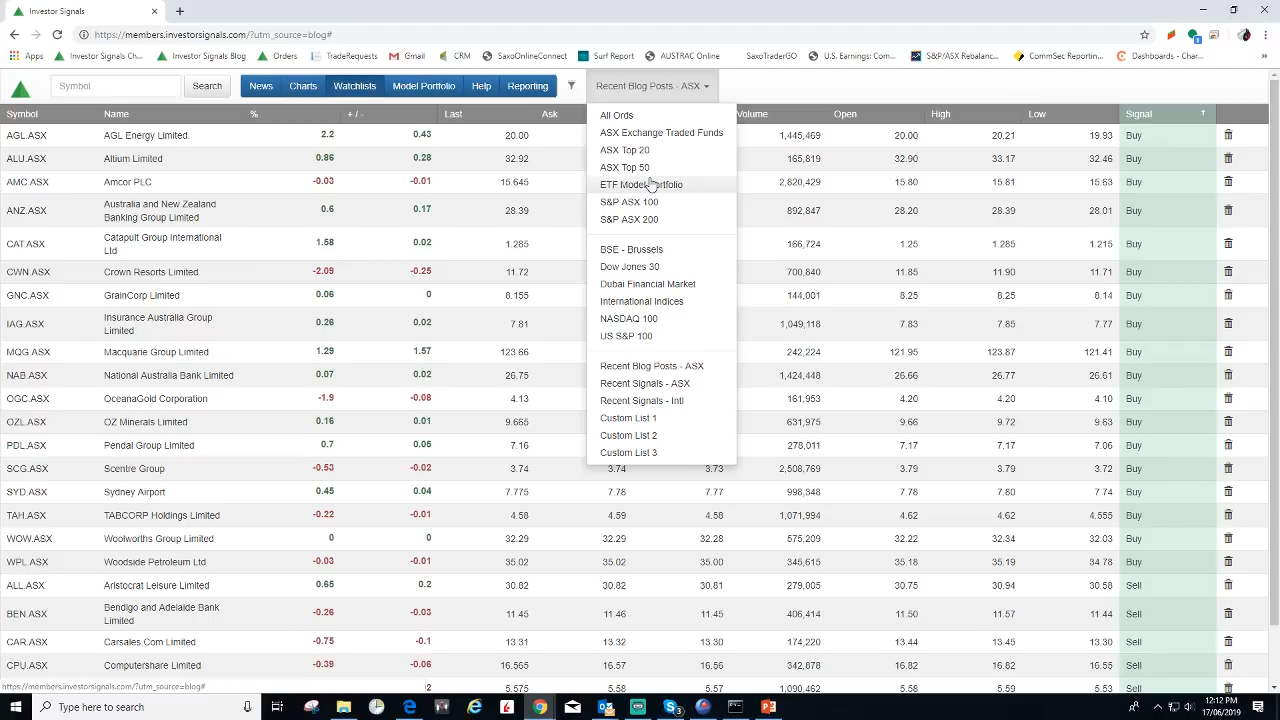 Investor Signals
https://members.investorsignals.com/?utm_source=blog#
Apps Investor Signals Ch... Investor Signals Blog Orders TradeRequests Gmail CRM SaxoOnlineConnect Surf Report AUSTRAC Online SaxoTraderGO U.S. Earnings: Com... S&P/ASX Rebalanc... CommSec Reporting... Dashboards - Char...
Symbol Search News Charts Watchlists Model Portfolio Help Reporting Recent Blog Posts - ASX
Symbol Name % + / - Last Ask Volume Open High Low Signal
AGL.ASX AGL Energy Limited. 2.2 0.43 20.00 1,445,469 20.00 20.21 19.93 Buy
ALU.ASX Altium Limited 0.86 0.28 32.92 165,819 32.90 33.17 32.46 Buy
AMC.ASX Amcor PLC -0.03 -0.01 15.645 2,820,429 15.80 15.81 15.63 Buy
ANZ.ASX Australia and New Zealand
Banking Group Limited 0.6 0.17 28.39 892,847 28.20 28.39 28.01 Buy
CAT.ASX Catapult Group International
Ltd 1.58 0.02 1.285 166,724 1.25 1.285 1.215 Buy
CWN.ASX Crown Resorts Limited -2.09 -0.25 11.72 700,840 11.85 11.90 11.71 Buy
GNC.ASX GrainCorp Limited 0.06 0 8.155 144,001 8.25 8.25 8.14 Buy
IAG.ASX Insurance Australia Group
Limited 0.26 0.02 7.81 1,049,118 7.83 7.85 7.77 Buy
MQG.ASX Macquarie Group Limited 1.29 1.57 123.66 242,224 121.95 123.87 121.41 Buy
NAB.ASX National Australia Bank Limited 0.07 0.02 26.75 1,424,448 26.66 26.77 26.61 Buy
OGC.ASX OceanaGold Corporation -1.9 -0.08 4.13 161,953 4.20 4.20 4.10 Buy
OZL.ASX OZ Minerals Limited 0.16 0.01 9.665 631,975 9.66 9.72 9.63 Buy
PDL.ASX Pendal Group Limited 0.7 0.05 7.16 278,011 7.17 7.17 7.06 Buy
SCG.ASX Scentre Group -0.53 -0.02 3.74 3.74 3.73 2,508,769 3.79 3.79 3.72 Buy
SYD.ASX Sydney Airport 0.45 0.04 7.775 7.78 7.77 998,348 7.78 7.80 7.74 Buy
TAH.ASX TABCORP Holdings Limited -0.22 -0.01 4.58 4.59 4.58 1,071,994 4.62 4.62 4.555 Buy
WOW.ASX Woolworths Group Limited 0 0 32.29 32.29 32.28 575,209 32.22 32.34 32.03 Buy
WPL.ASX Woodside Petroleum Ltd -0.03 -0.01 35.02 35.02 35.00 345,615 35.18 35.19 34.78 Buy
ALL.ASX Aristocrat Leisure Limited 0.65 0.2 30.82 30.82 30.81 279,005 30.75 30.94 30.58 Sell
BEN.ASX Bendigo and Adelaide Bank
Limited -0.26 -0.03 11.45 11.46 11.45 406,414 11.50 11.57 11.44 Sell
CAR.ASX Carsales Com Limited -0.75 -0.1 13.31 13.32 13.30 174,220 13.44 13.45 13.30 Sell
CPU.ASX Computershare Limited -0.39 -0.06 16.565 16.57 16.56 342,878 16.82 16.82 16.55 Sell
2 5.575 5.58 5.57 1,090,462 5.58 5.63 5.56 Sell
All Ords
ASX Exchange Traded Funds
ASX Top 20
ASX Top 50
ETF Model Portfolio
S&P ASX 100
S&P ASX 200
BSE - Brussels
Dow Jones 30
Dubai Financial Market
International Indices
NASDAQ 100
US S&P 100
Recent Blog Posts - ASX
Recent Signals - ASX
Recent Signals - Intl
Custom List 1
Custom List 2
Custom List 3
https://members.investorsignals.com/?utm_source=blog#
Type here to search
12:12 PM
17/06/2019